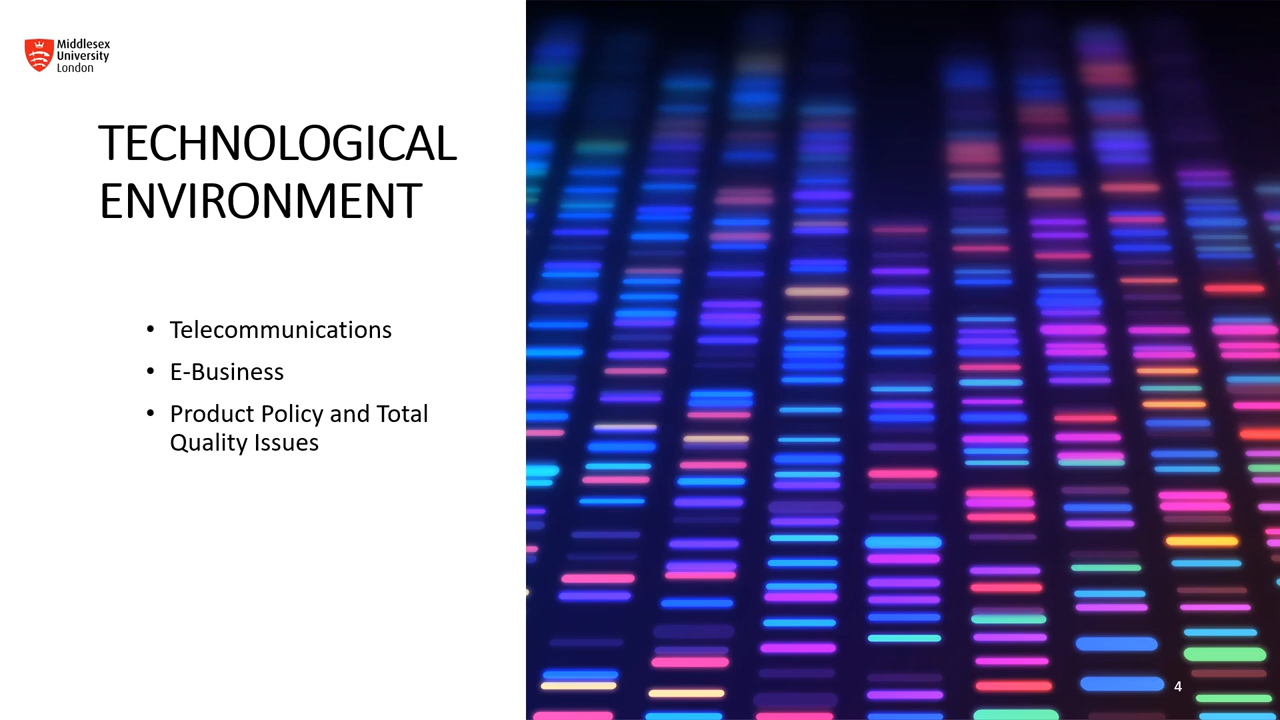 Middlesex
University
London
TECHNOLOGICAL
ENVIRONMENT
• Telecommunications
• E-Business
• Product Policy and Total
Quality Issues
4